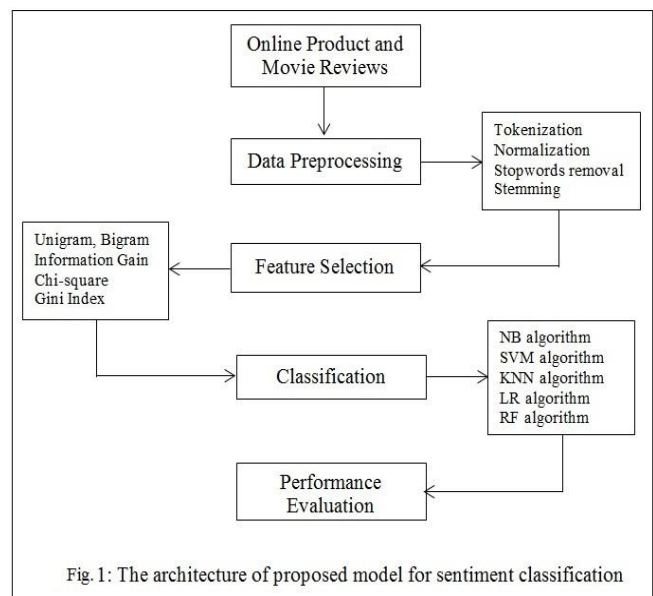 Online Product and
Movie Reviews
Data Preprocessing
Tokenization
Normalization
Stopwords removal
Stemming
Unigram, Bigram
Information Gain
Chi-square
Gini Index
Feature Selection
Classification
NB algorithm
SVM algorithm
KNN algorithm
LR algorithm
RF algorithm
Performance
Evaluation
Fig. 1: The architecture of proposed model for sentiment classification